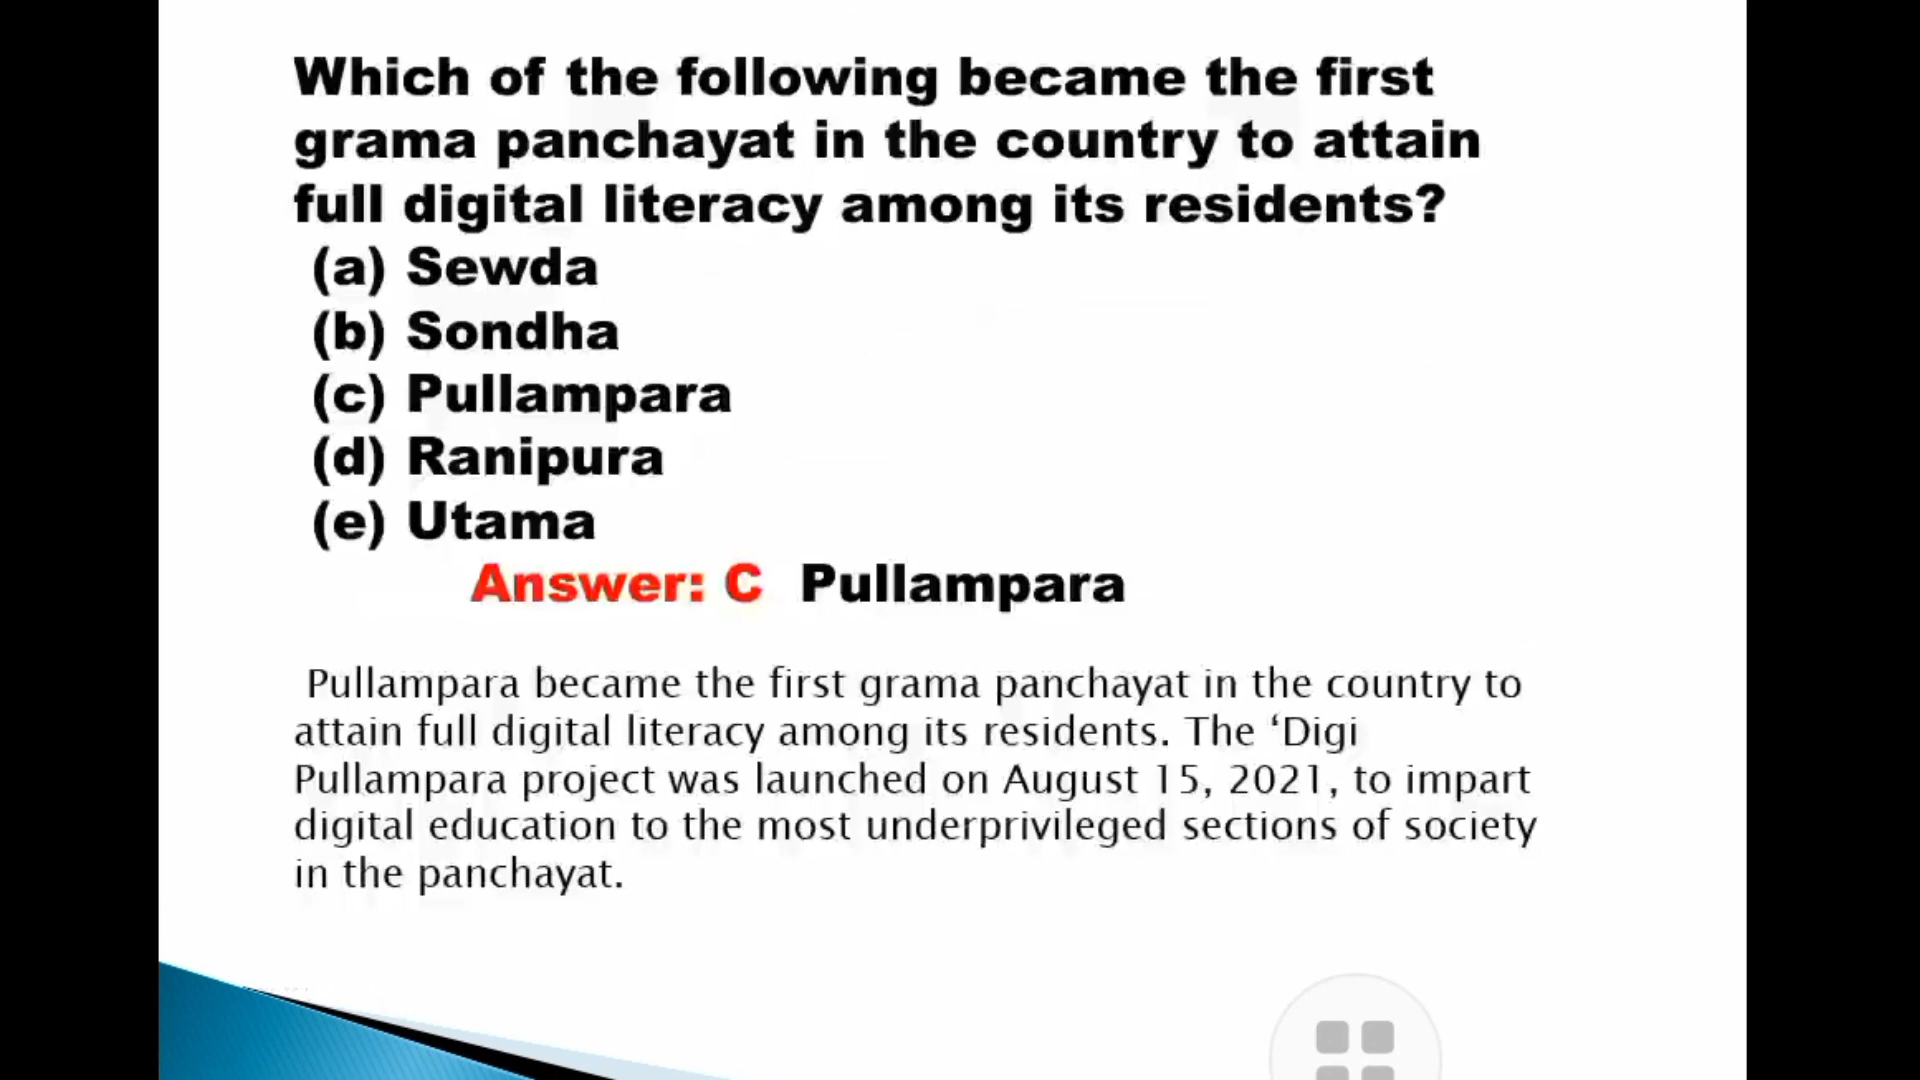 Which of the following became the first
grama panchayat in the country to attain
full digital literacy among its residents?
(a) Sewda
(b) Sondha
(c) Pullampara
(d) Ranipura
(e) Utama
Answer: C Pullampara
Pullampara became the first grama panchayat in the country to
attain full digital literacy among its residents. The ‘Digi
Pullampara project was launched on August 15, 2021, to impart
digital education to the most underprivileged sections of society
in the panchayat.